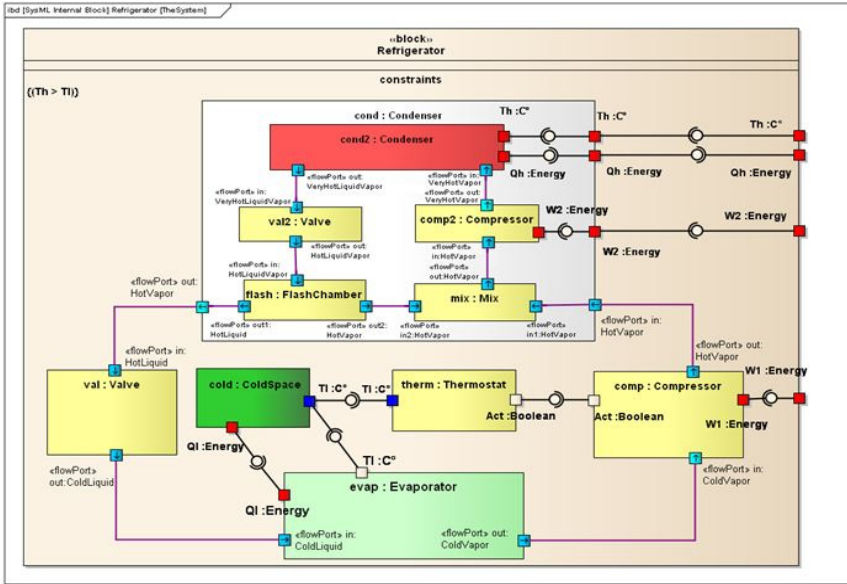 ibd [SysML Internal Block] Refrigerator [TheSystem]
«block»
Refrigerator
constraints
{(Th > Tl)}
cond : Condenser
Th :C°
Th :C°
Th :C°
cond2 : Condenser
Qh :Energy
Qh :Energy
Qh :Energy
«flowPort» out:
VeryHotLiquidVapor
«flowPort» in:
VeryHotVapor
«flowPort» in:
VeryHotLiquidVapor
«flowPort» out:
VeryHotVapor
val2 : Valve
comp2 : Compressor
W2 :Energy
W2 :Energy
W2 :Energy
«flowPort» out:
HotLiquidVapor
«flowPort»
in:HotVapor
«flowPort» in:
HotLiquidVapor
«flowPort»
out:HotVapor
flash : FlashChamber
mix : Mix
«flowPort» out:
HotVapor
«flowPort»
out1:
HotLiquid
«flowPort»
out2:
HotVapor
«flowPort»
in2:HotVapor
«flowPort»
in1:HotVapor
«flowPort» in:
HotVapor
«flowPort» in:
HotLiquid
«flowPort» out:
HotVapor
val : Valve
cold : ColdSpace
Tl :C°
Tl :C°
therm : Thermostat
comp : Compressor
W1 :Energy
Act :Boolean
Act :Boolean
W1 :Energy
Ql :Energy
Tl :C°
«flowPort»
out:ColdLiquid
«flowPort» in:
ColdVapor
evap : Evaporator
Ql :Energy
«flowPort» in:
ColdLiquid
«flowPort» out:
ColdVapor